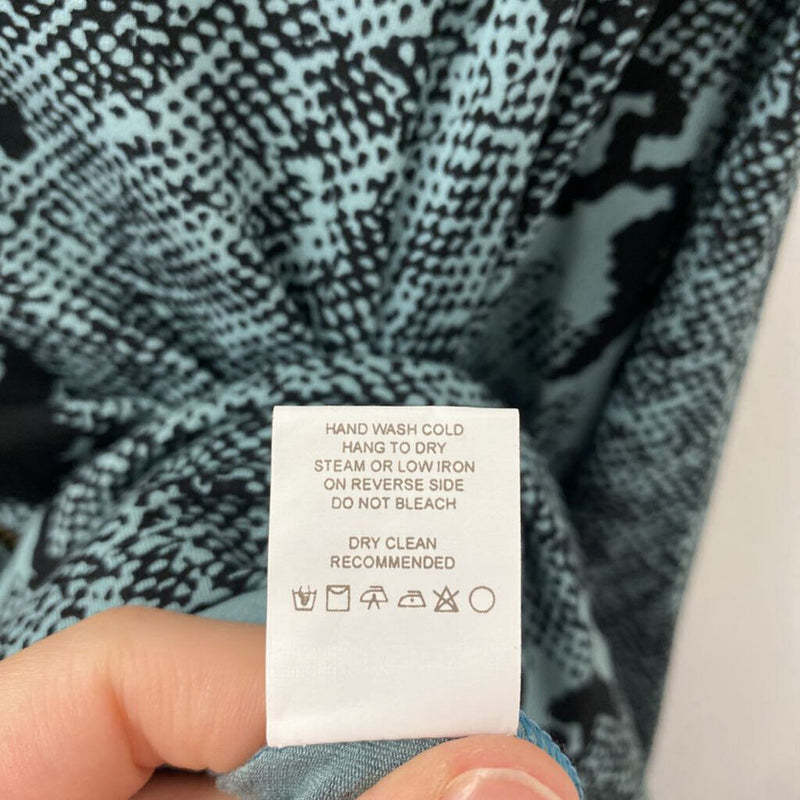 HAND WASH COLD
HANG TO DRY
STEAM OR LOW IRON
ON REVERSE SIDE
DO NOT BLEACH
DRY CLEAN
RECOMMENDED